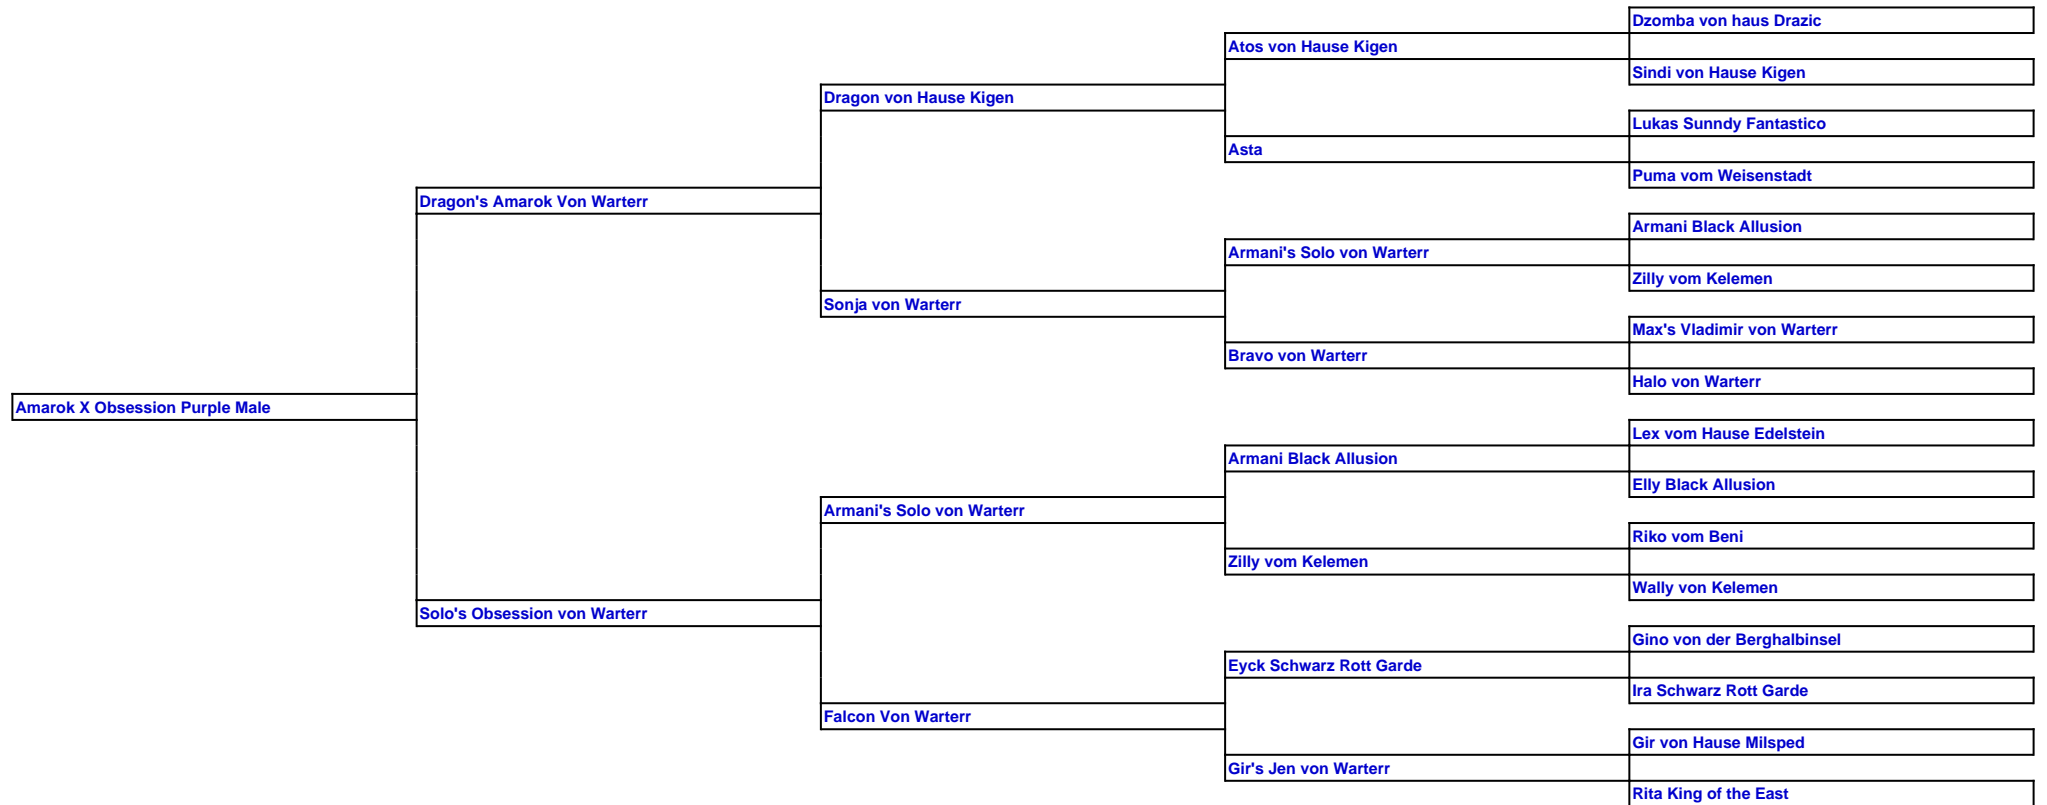 Dzomba von haus Drazic
Atos von Hause Kigen
Sindi von Hause Kigen
Dragon von Hause Kigen
Lukas Sunndy Fantastico
Asta
Puma vom Weisenstadt
Dragon's Amarok Von Warterr
Armani Black Allusion
Armani's Solo von Warterr
Zilly vom Kelemen
Sonja von Warterr
Max's Vladimir von Warterr
Bravo von Warterr
Halo von Warterr
Amarok X Obsession Purple Male
Lex vom Hause Edelstein
Armani Black Allusion
Elly Black Allusion
Armani's Solo von Warterr
Riko vom Beni
Zilly vom Kelemen
Wally von Kelemen
Solo's Obsession von Warterr
Gino von der Berghalbinsel
Eyck Schwarz Rott Garde
Ira Schwarz Rott Garde
Falcon Von Warterr
Gir von Hause Milsped
Gir's Jen von Warterr
Rita King of the East